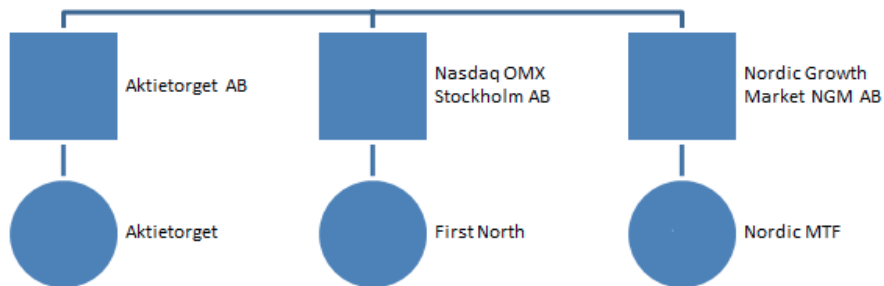 Aktietorget AB
Nasdaq OMX
Stockholm AB
Nordic Growth
Market NGM AB
Aktietorget
First North
Nordic MTF